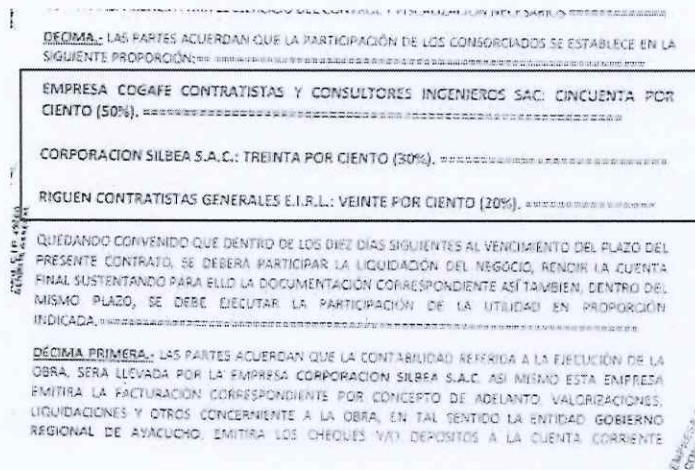 EJERCICIO DEL CONTROL Y FISCALIZACIÓN NECESARIOS
DECIMA.- LAS PARTES ACUERDAN QUE LA PARTICIPACIÓN DE LOS CONSORCIADOS SE ESTABLECE EN LA
SIGUIENTE PROPORCIÓN:
EMPRESA COGAFE CONTRATISTAS Y CONSULTORES INGENIEROS SAC: CINCUENTA POR
CIENTO (50%).
CORPORACION SILBEA S.A.C.: TREINTA POR CIENTO (30%).
RIGUEN CONTRATISTAS GENERALES E.I.R.L.: VEINTE POR CIENTO (20%).
QUEDANDO CONVENIDO QUE DENTRO DE LOS DIEZ DÍAS SIGUIENTES AL VENCIMIENTO DEL PLAZO DEL
PRESENTE CONTRATO, SE DEBERA PARTICIPAR LA LIQUIDACIÓN DEL NEGOCIO, RENDIR LA CUENTA
FINAL SUSTENTANDO PARA ELLO LA DOCUMENTACIÓN CORRESPONDIENTE ASÍ TAMBIEN, DENTRO DEL
MISMO PLAZO, SE DEBE EJECUTAR LA PARTICIPACIÓN DE LA UTILIDAD EN PROPORCIÓN
INDICADA.
DÉCIMA PRIMERA.- LAS PARTES ACUERDAN QUE LA CONTABILIDAD REFERIDA A LA EJECUCIÓN DE LA
OBRA, SERA LLEVADA POR LA EMPRESA CORPORACION SILBEA S.A.C. ASI MISMO ESTA EMPRESA
EMITIRA LA FACTURACIÓN CORRESPONDIENTE POR CONCEPTO DE ADELANTO, VALORIZACIONES,
LIQUIDACIONES Y OTROS CONCERNIENTE A LA OBRA, EN TAL SENTIDO LA ENTIDAD GOBIERNO
REGIONAL DE AYACUCHO, EMITIRA LOS CHEQUES Y/O DEPOSITOS A LA CUENTA CORRIENTE
EMPRESA